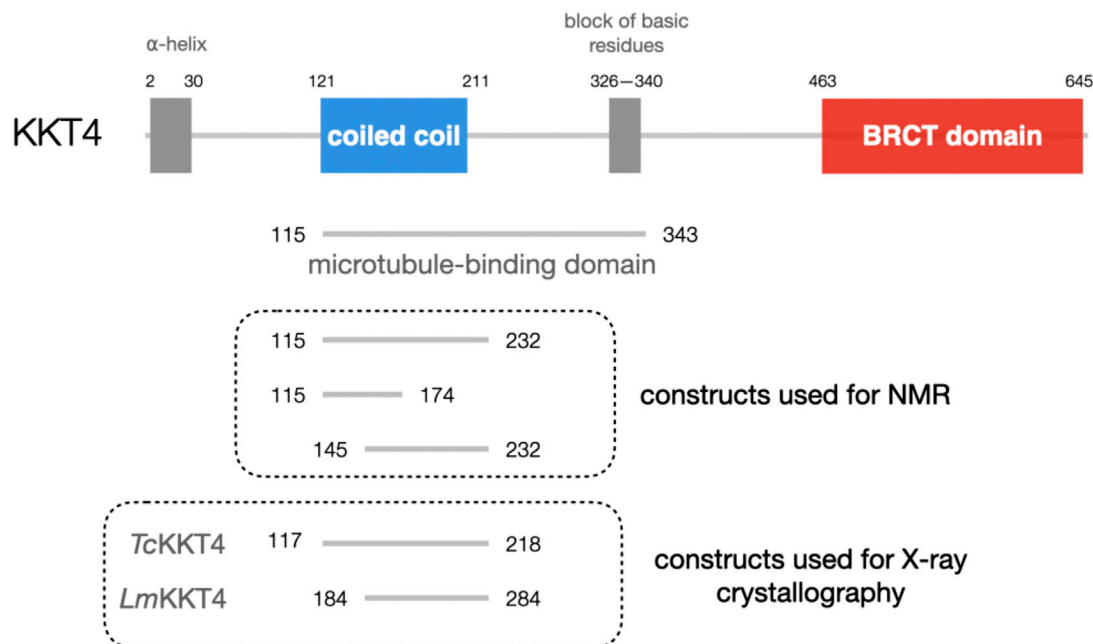 block of basic
residues
α-helix
2 30 121 211 326–340 463 645
KKT4 coiled coil BRCT domain
115 343
microtubule-binding domain
115 232
115 174 constructs used for NMR
145 232
TcKKT4 117 218
constructs used for X-ray
crystallography
LmKKT4 184 284